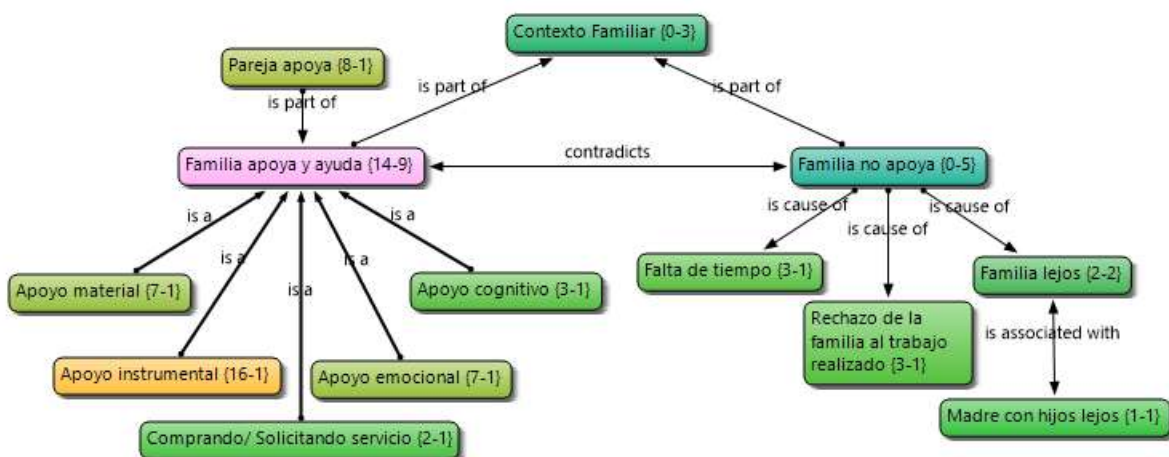 Contexto Familiar {0-3}
Pareja apoya {8-1}
is part of
is part of
is part of
Familia apoya y ayuda {14-9}
contradicts
Familia no apoya {0-5}
is a
is a
is a
is a
is a
is cause of
is cause of
is cause of
Apoyo material {7-1}
Apoyo cognitivo {3-1}
Falta de tiempo {3-1}
Familia lejos {2-2}
Rechazo de la
familia al trabajo
realizado {3-1}
is associated with
Apoyo instrumental {16-1}
Apoyo emocional {7-1}
Comprando/ Solicitando servicio {2-1}
Madre con hijos lejos {1-1}